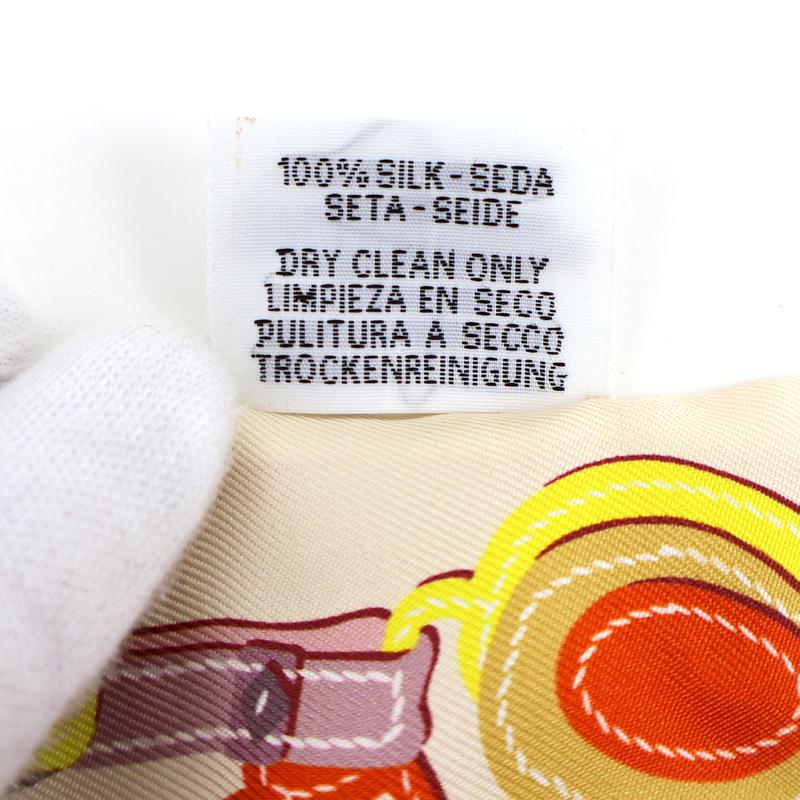 100% SILK-SEDA
SETA-SEIDE
DRY CLEAN ONLY
LIMPIEZA EN SECO
PULITURA A SECCO
TROCKENREINIGUNG